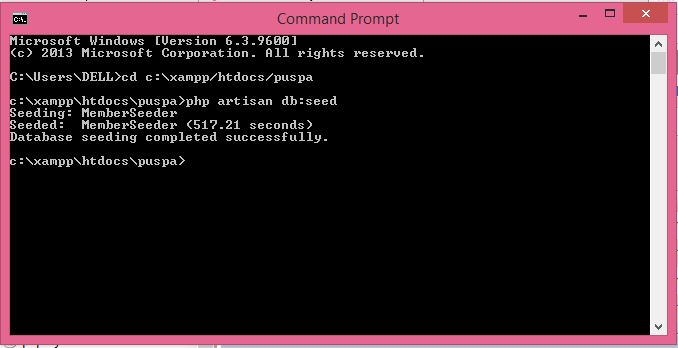 Command Prompt
Microsoft Windows [Version 6.3.9600]
(c) 2013 Microsoft Corporation. All rights reserved.
C:\Users\DELL>cd c:\xampp/htdocs/puspa
c:\xampp\htdocs\puspa>php artisan db:seed
Seeding: MemberSeeder
Seeded:  MemberSeeder (517.21 seconds)
Database seeding completed successfully.
c:\xampp\htdocs\puspa>